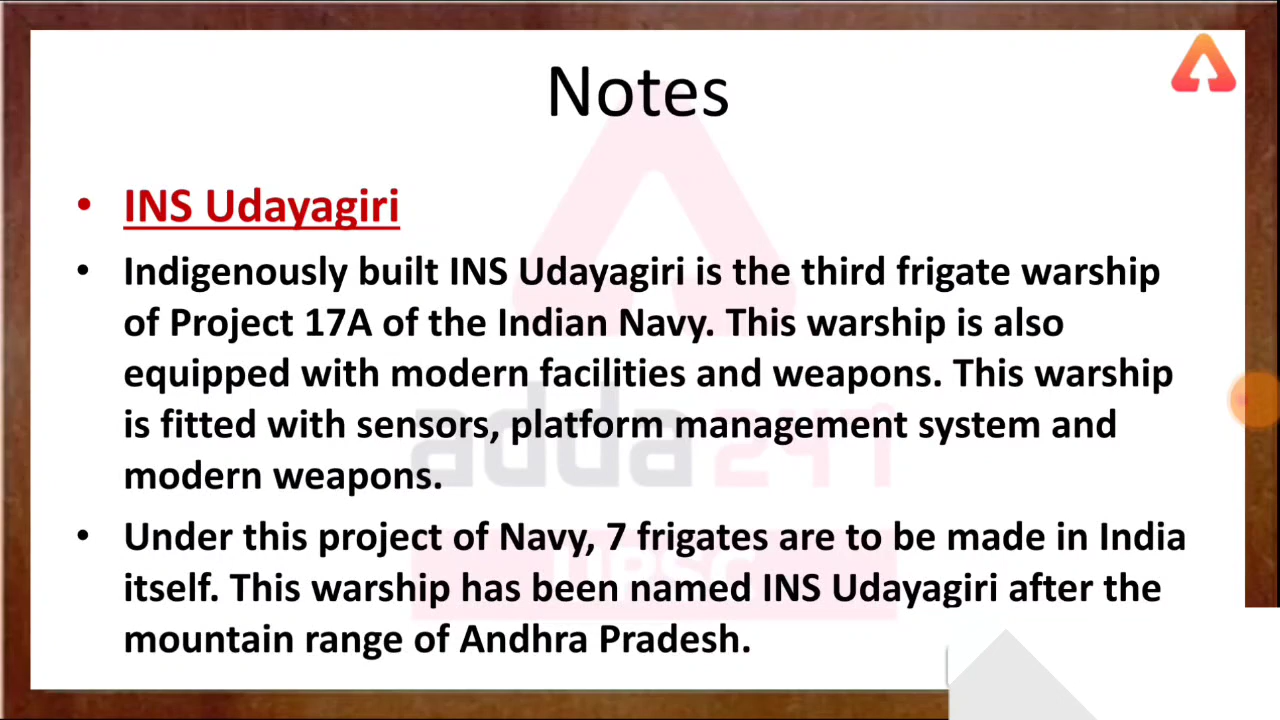 Notes
• INS Udayagiri
• Indigenously built INS Udayagiri is the third frigate warship
of Project 17A of the Indian Navy. This warship is also
equipped with modern facilities and weapons. This warship
is fitted with sensors, platform management system and
modern weapons.
• Under this project of Navy, 7 frigates are to be made in India
itself. This warship has been named INS Udayagiri after the
mountain range of Andhra Pradesh.
adda247
UPSC